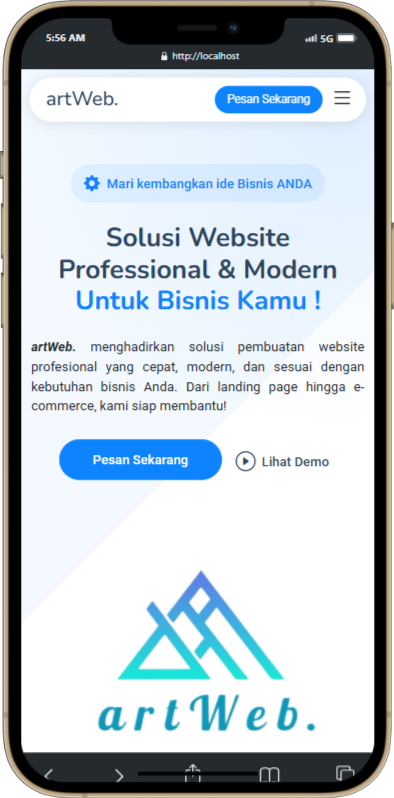 5:56 AM 5G
http://localhost
artWeb. Pesan Sekarang
Mari kembangkan ide Bisnis ANDA
Solusi Website
Professional & Modern
Untuk Bisnis Kamu !
artWeb. menghadirkan solusi pembuatan website
profesional yang cepat, modern, dan sesuai dengan
kebutuhan bisnis Anda. Dari landing page hingga e-
commerce, kami siap membantu!
Pesan Sekarang Lihat Demo
artWeb.